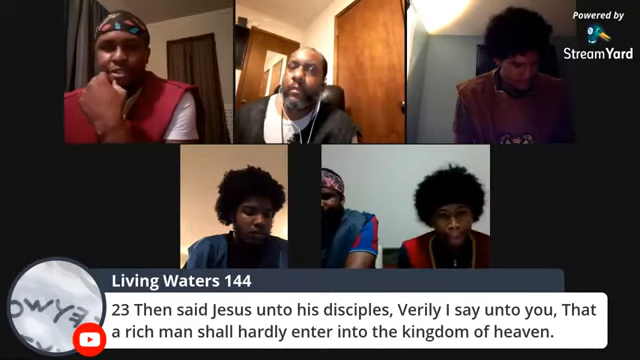 Powered by
StreamYard
Living Waters 144
23 Then said Jesus unto his disciples, Verily I say unto you, That
a rich man shall hardly enter into the kingdom of heaven.